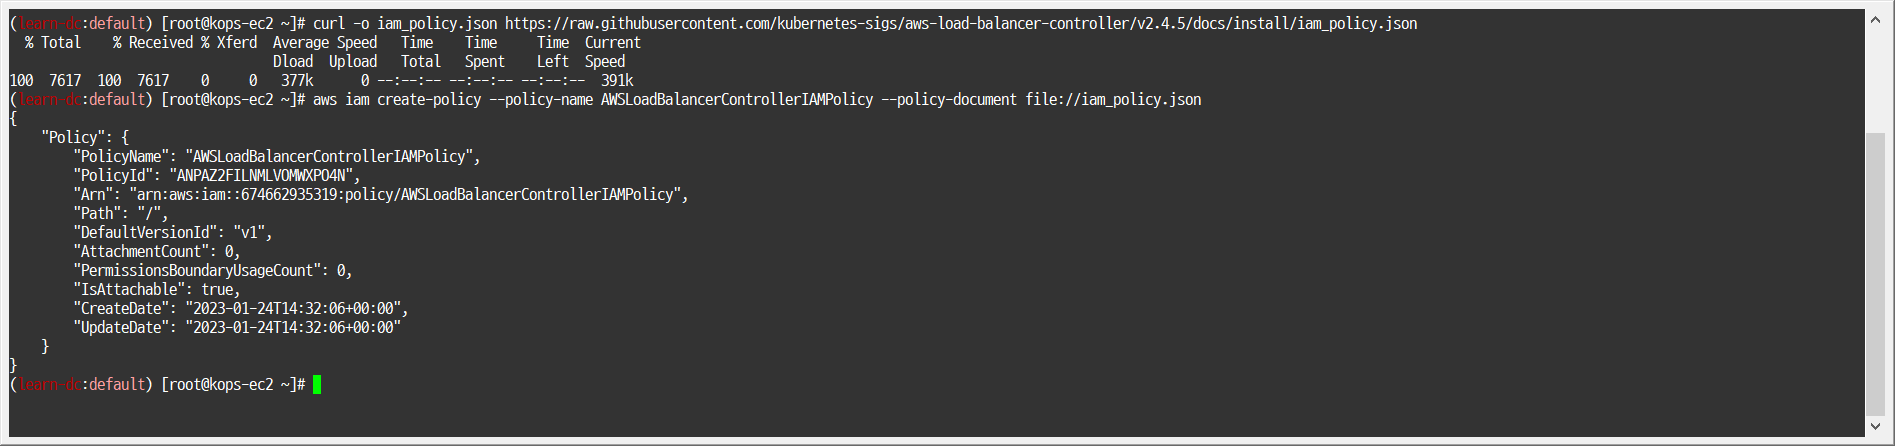 (learn-dc:default) [root@kops-ec2 ~]# curl -o iam_policy.json https://raw.githubusercontent.com/kubernetes-sigs/aws-load-balancer-controller/v2.4.5/docs/install/iam_policy.json
  % Total    % Received % Xferd  Average Speed   Time    Time     Time  Current
                                 Dload  Upload   Total   Spent    Left  Speed
100  7617  100  7617    0     0   377k      0 --:--:-- --:--:-- --:--:--  391k
(learn-dc:default) [root@kops-ec2 ~]# aws iam create-policy --policy-name AWSLoadBalancerControllerIAMPolicy --policy-document file://iam_policy.json
{
    "Policy": {
        "PolicyName": "AWSLoadBalancerControllerIAMPolicy",
        "PolicyId": "ANPAZ2FILNMLVOMWXPO4N",
        "Arn": "arn:aws:iam::674662935319:policy/AWSLoadBalancerControllerIAMPolicy",
        "Path": "/",
        "DefaultVersionId": "v1",
        "AttachmentCount": 0,
        "PermissionsBoundaryUsageCount": 0,
        "IsAttachable": true,
        "CreateDate": "2023-01-24T14:32:06+00:00",
        "UpdateDate": "2023-01-24T14:32:06+00:00"
    }
}
(learn-dc:default) [root@kops-ec2 ~]#